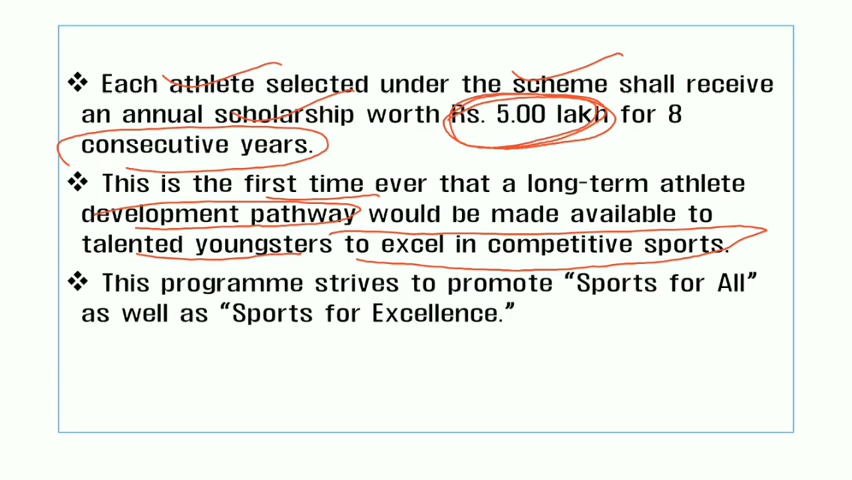 ❖ Each athlete selected under the scheme shall receive
an annual scholarship worth Rs. 5.00 lakh for 8
consecutive years.
❖ This is the first time ever that a long-term athlete
development pathway would be made available to
talented youngsters to excel in competitive sports.
❖ This programme strives to promote “Sports for All”
as well as “Sports for Excellence.”